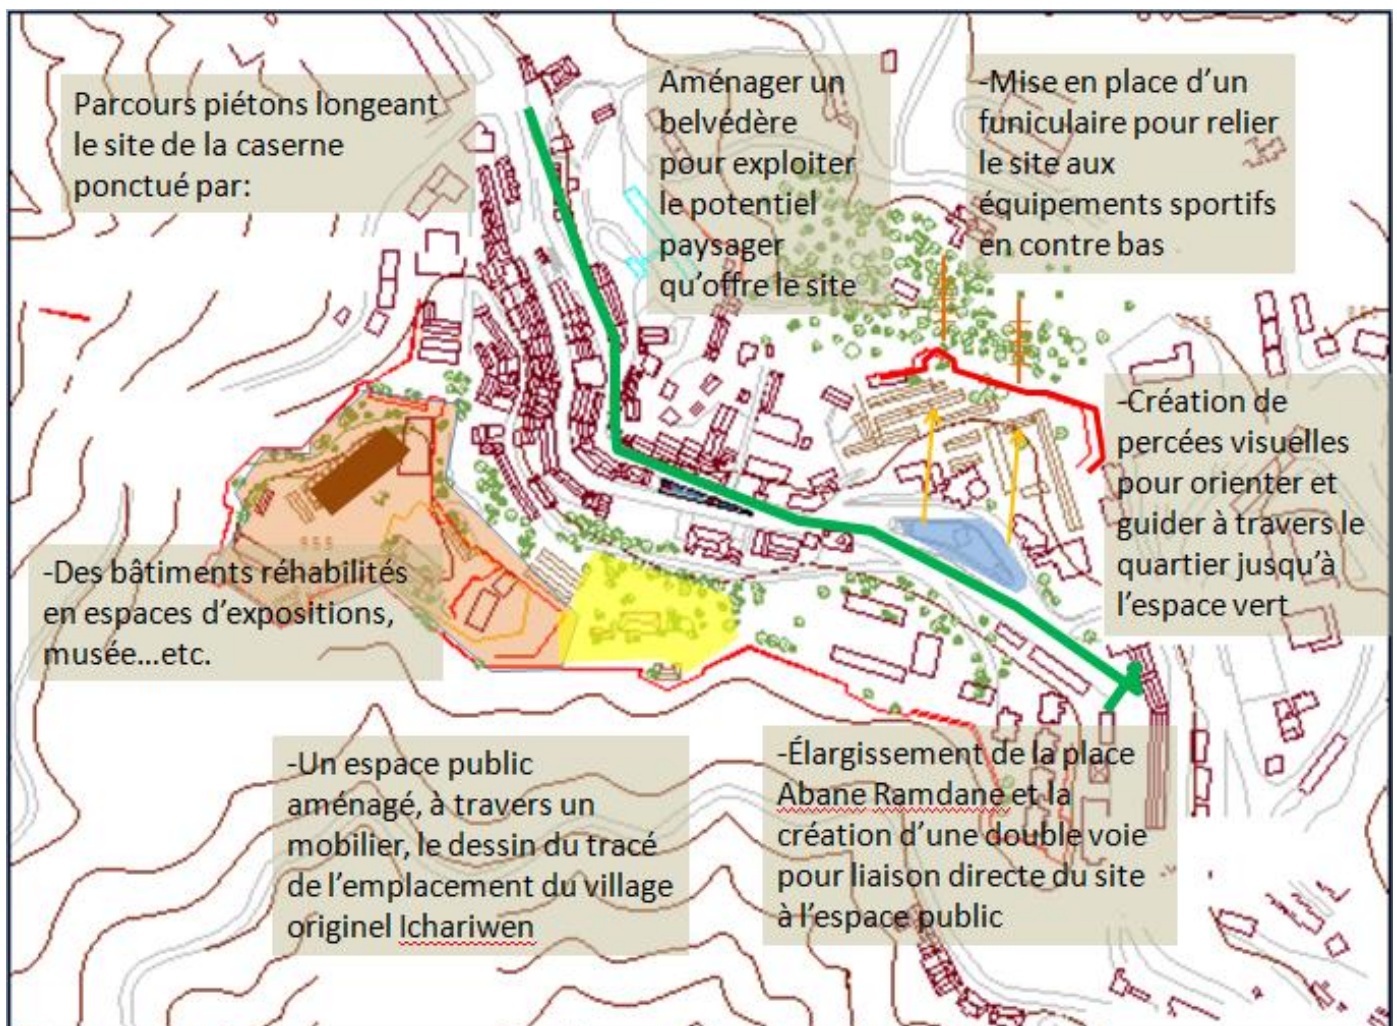 Parcours piétons longeant
le site de la caserne
ponctué par:
Aménager un
belvédère
pour exploiter
le potentiel
paysager
qu’offre le site
-Mise en place d’un
funiculaire pour relier
le site aux
équipements sportifs
en contre bas
-Création de
percées visuelles
pour orienter et
guider à travers le
quartier jusqu’à
l’espace vert
-Des bâtiments réhabilités
en espaces d’expositions,
musée...etc.
-Un espace public
aménagé, à travers un
mobilier, le dessin du tracé
de l’emplacement du village
originel Ichariwen
-Élargissement de la place
Abane Ramdane et la
création d’une double voie
pour liaison directe du site
à l’espace public